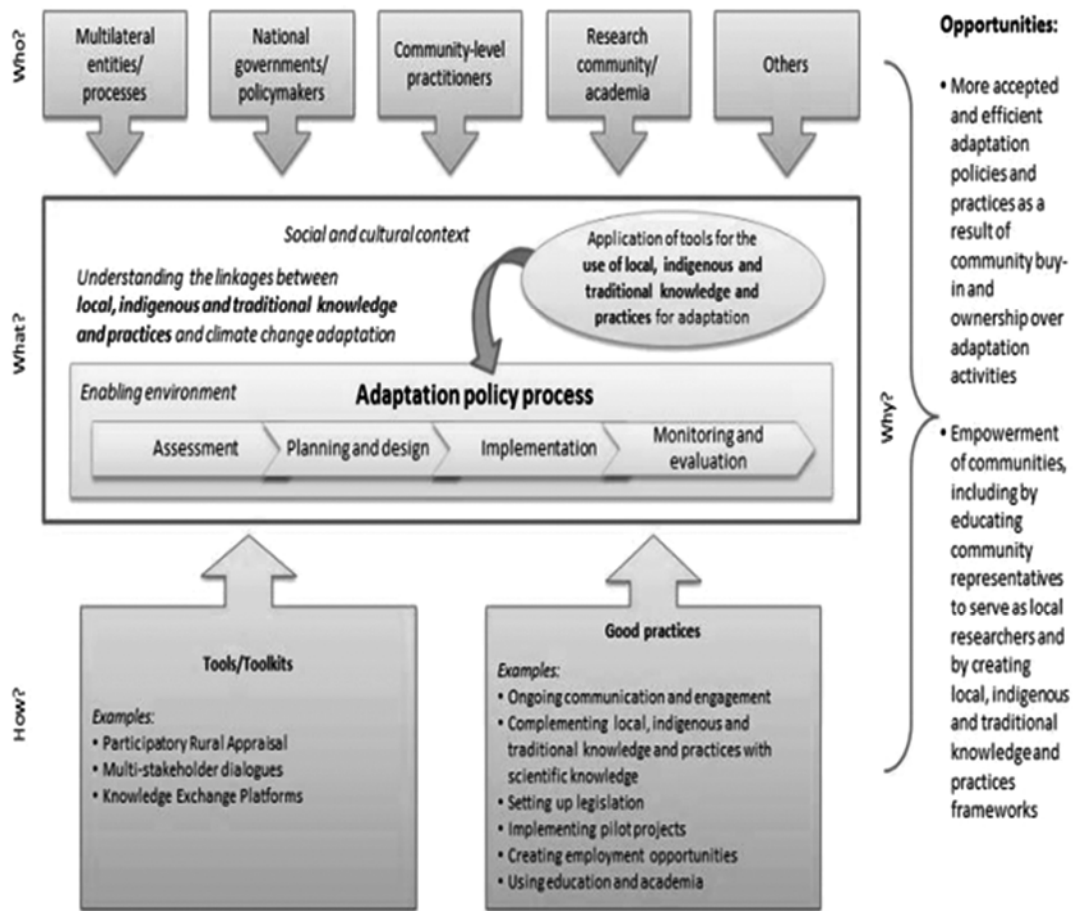 Who?
Multilateral
entities/
processes
National
governments/
policymakers
Community-level
practitioners
Research
community/
academia
Others
What?
Social and cultural context
Understanding the linkages between
local, indigenous and traditional knowledge
and practices and climate change adaptation
Application of tools for the
use of local, indigenous and
traditional knowledge and
practices for adaptation
Enabling environment
Adaptation policy process
Assessment
Planning and design
Implementation
Monitoring and
evaluation
How?
Tools/Toolkits
Examples:
• Participatory Rural Appraisal
• Multi-stakeholder dialogues
• Knowledge Exchange Platforms
Good practices
Examples:
• Ongoing communication and engagement
• Complementing local, indigenous and
traditional knowledge and practices with
scientific knowledge
• Setting up legislation
• Implementing pilot projects
• Creating employment opportunities
• Using education and academia
Why?
Opportunities:
• More accepted
and efficient
adaptation
policies and
practices as a
result of
community buy-
in and
ownership over
adaptation
activities
• Empowerment
of communities,
including by
educating
community
representatives
to serve as local
researchers and
by creating
local, indigenous
and traditional
knowledge and
practices
frameworks